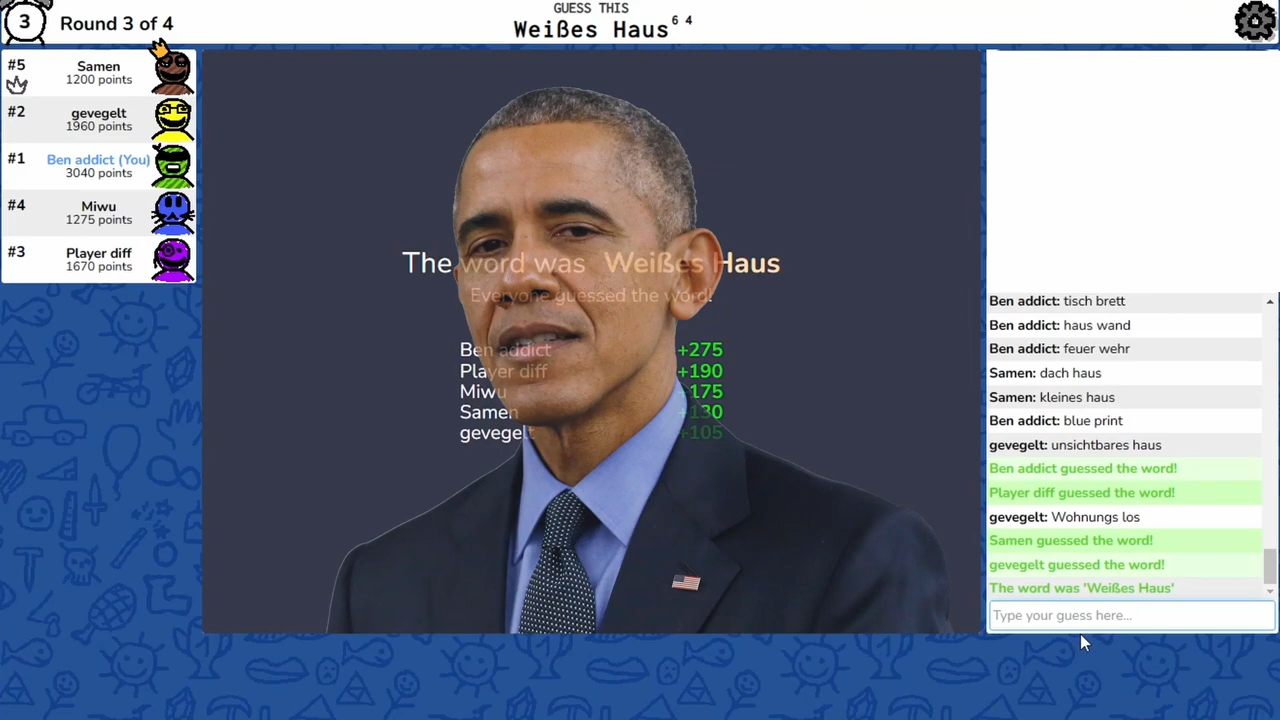 3
Round 3 of 4
GUESS THIS
Weißes Haus 6 4
#5 Samen
1200 points
#2 gevegelt
1960 points
#1 Ben addict (You)
3040 points
#4 Miwu
1275 points
#3 Player diff
1670 points
The word was Weißes Haus
Everyone guessed the word!
Ben addict +275
Player diff +190
Miwu +175
Samen +130
gevegelt +105
Ben addict: tisch brett
Ben addict: haus wand
Ben addict: feuer wehr
Samen: dach haus
Samen: kleines haus
Ben addict: blue print
gevegelt: unsichtbares haus
Ben addict guessed the word!
Player diff guessed the word!
gevegelt: Wohnungs los
Samen guessed the word!
gevegelt guessed the word!
The word was 'Weißes Haus'
Type your guess here...